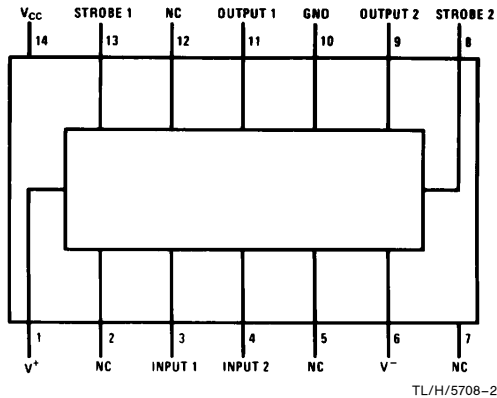 V_CC STROBE 1 NC OUTPUT 1 GND OUTPUT 2 STROBE 2
14 13 12 11 10 9 8
1 2 3 4 5 6 7
V+ NC INPUT 1 INPUT 2 NC V− NC
TL/H/5708–2